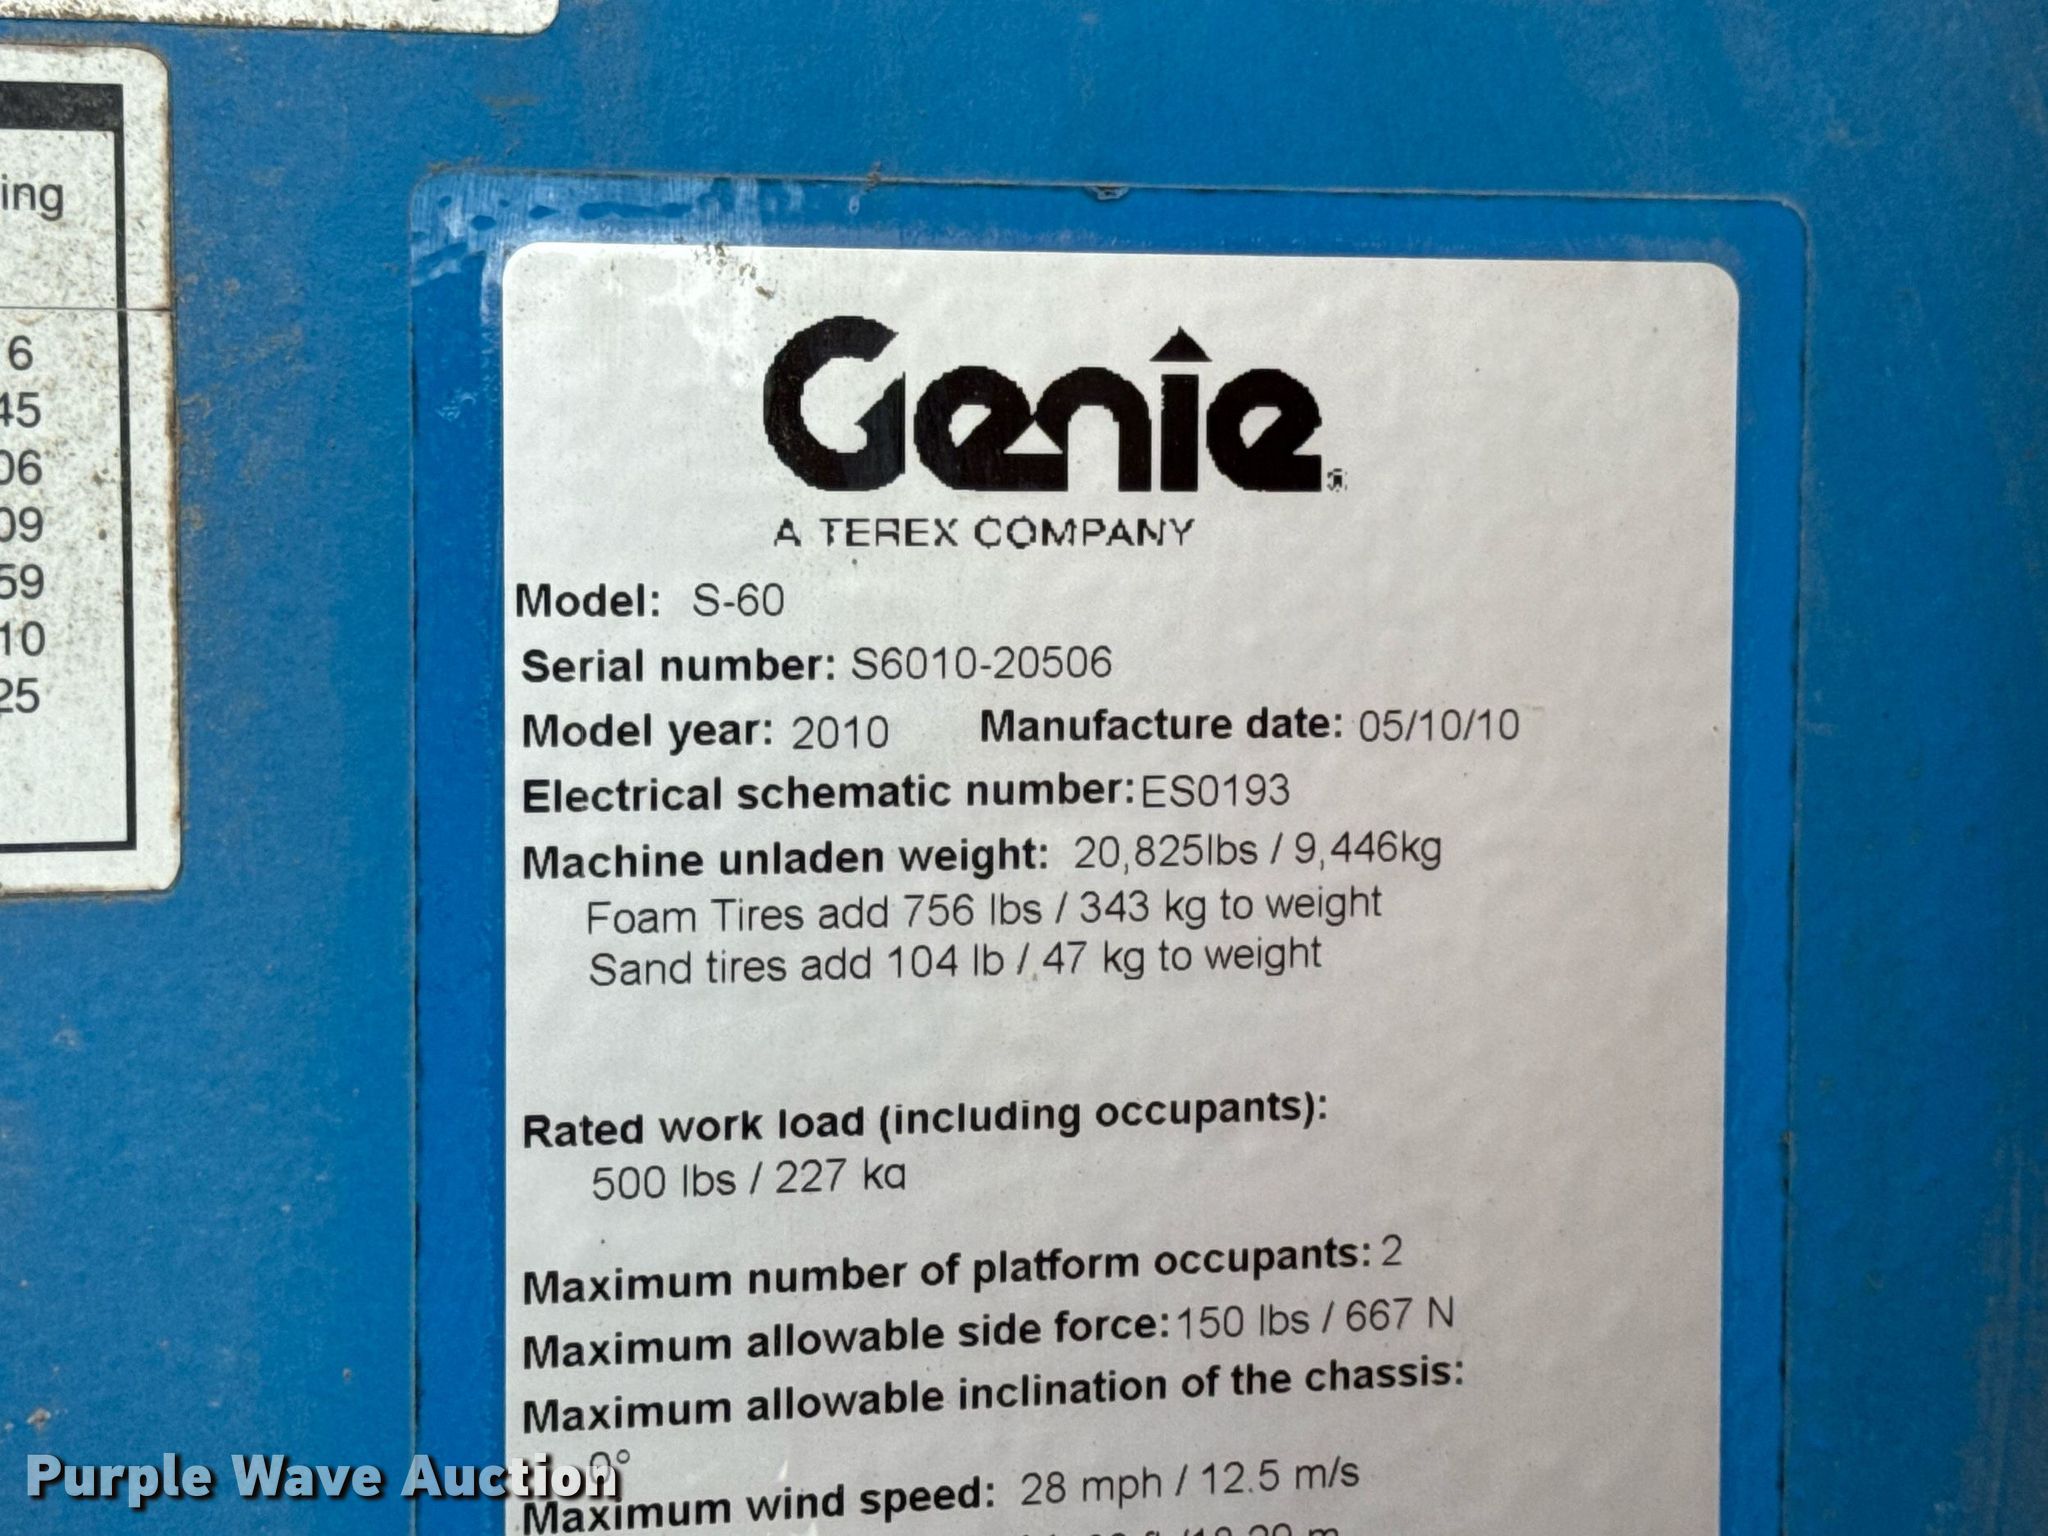 ing
6
45
06
09
59
10
25
Genie
A TEREX COMPANY
Model: S-60
Serial number: S6010-20506
Model year: 2010 Manufacture date: 05/10/10
Electrical schematic number: ES0193
Machine unladen weight: 20,825lbs / 9,446kg
Foam Tires add 756 lbs / 343 kg to weight
Sand tires add 104 lb / 47 kg to weight
Rated work load (including occupants):
500 lbs / 227 kg
Maximum number of platform occupants: 2
Maximum allowable side force: 150 lbs / 667 N
Maximum allowable inclination of the chassis:
0°
Maximum wind speed: 28 mph / 12.5 m/s
Purple Wave Auction